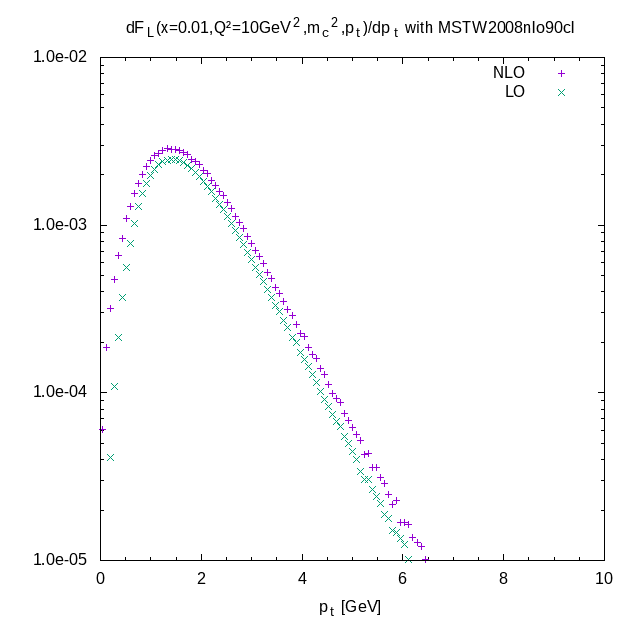 dF_L(x=0.01,Q²=10GeV²,m_c²,p_t)/dp_t with MSTW2008nlo90cl
1.0e-02
NLO
LO
1.0e-03
1.0e-04
1.0e-05
0 2 4 6 8 10
p_t [GeV]